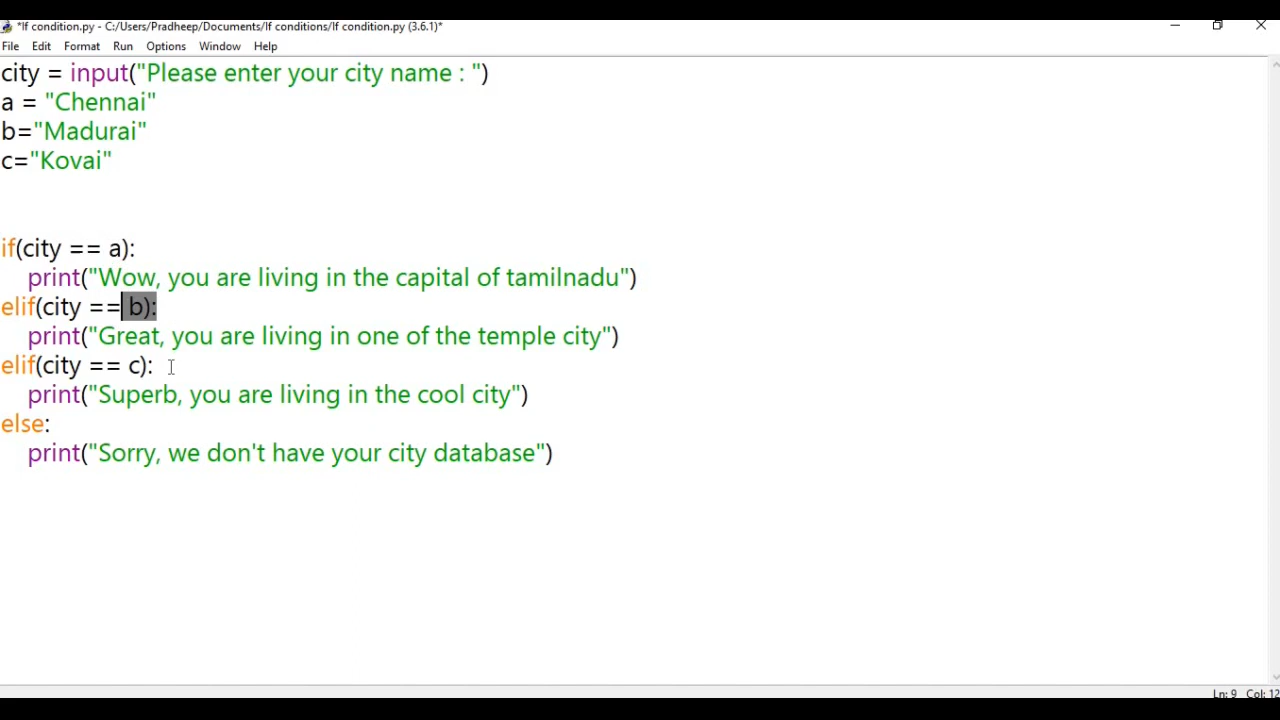 *If condition.py - C:/Users/Pradheep/Documents/If conditions/If condition.py (3.6.1)*
File Edit Format Run Options Window Help
city = input("Please enter your city name : ")
a = "Chennai"
b="Madurai"
c="Kovai"
if(city == a):
    print("Wow, you are living in the capital of tamilnadu")
elif(city == b):
    print("Great, you are living in one of the temple city")
elif(city == c):
    print("Superb, you are living in the cool city")
else:
    print("Sorry, we don't have your city database")
Ln: 9 Col: 12